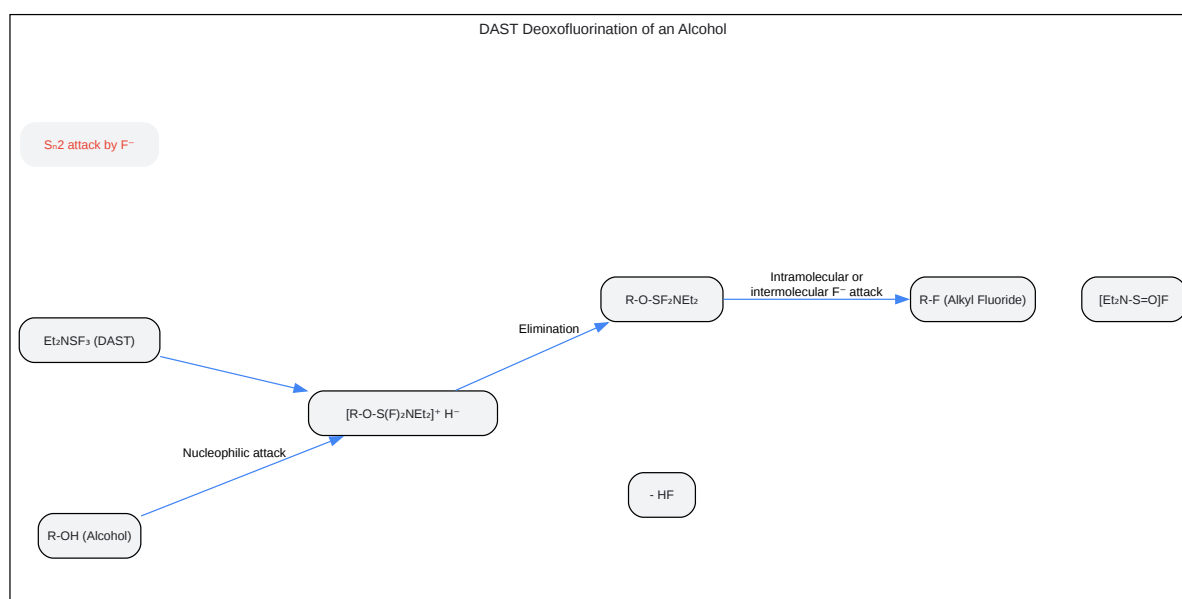 DAST Deoxofluorination of an Alcohol
Sₙ2 attack by F⁻
Et₂NSF₃ (DAST)
R-OH (Alcohol)
Nucleophilic attack
[R-O-S(F)₂NEt₂]⁺ H⁻
Elimination
R-O-SF₂NEt₂
- HF
Intramolecular or
intermolecular F⁻ attack
R-F (Alkyl Fluoride)
[Et₂N-S=O]F